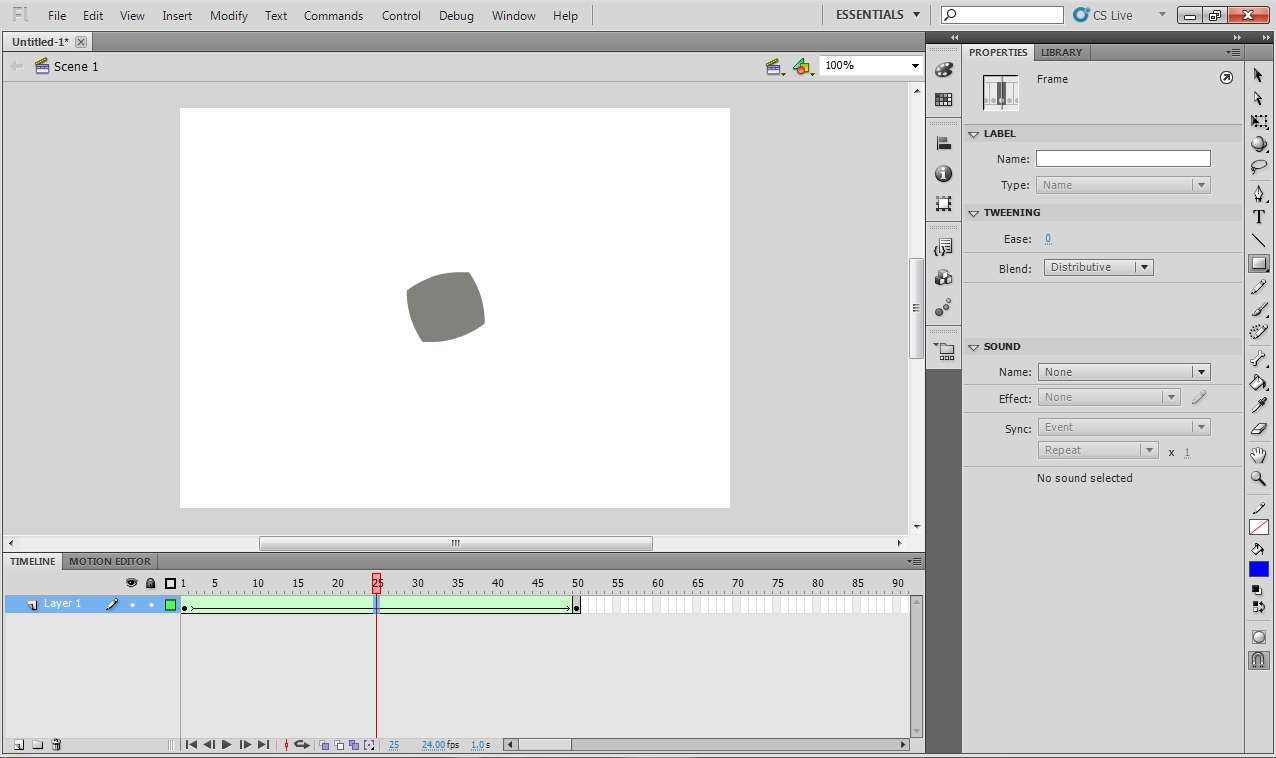 Fl File Edit View Insert Modify Text Commands Control Debug Window Help ESSENTIALS CS Live
Untitled-1*
Scene 1 100%
PROPERTIES LIBRARY
Frame
LABEL
Name:
Type: Name
TWEENING
Ease: 0
Blend: Distributive
SOUND
Name: None
Effect: None
Sync: Event
Repeat x 1
No sound selected
T
TIMELINE MOTION EDITOR
1 5 10 15 20 25 30 35 40 45 50 55 60 65 70 75 80 85 90
Layer 1
25 24.00 fps 1.0 s